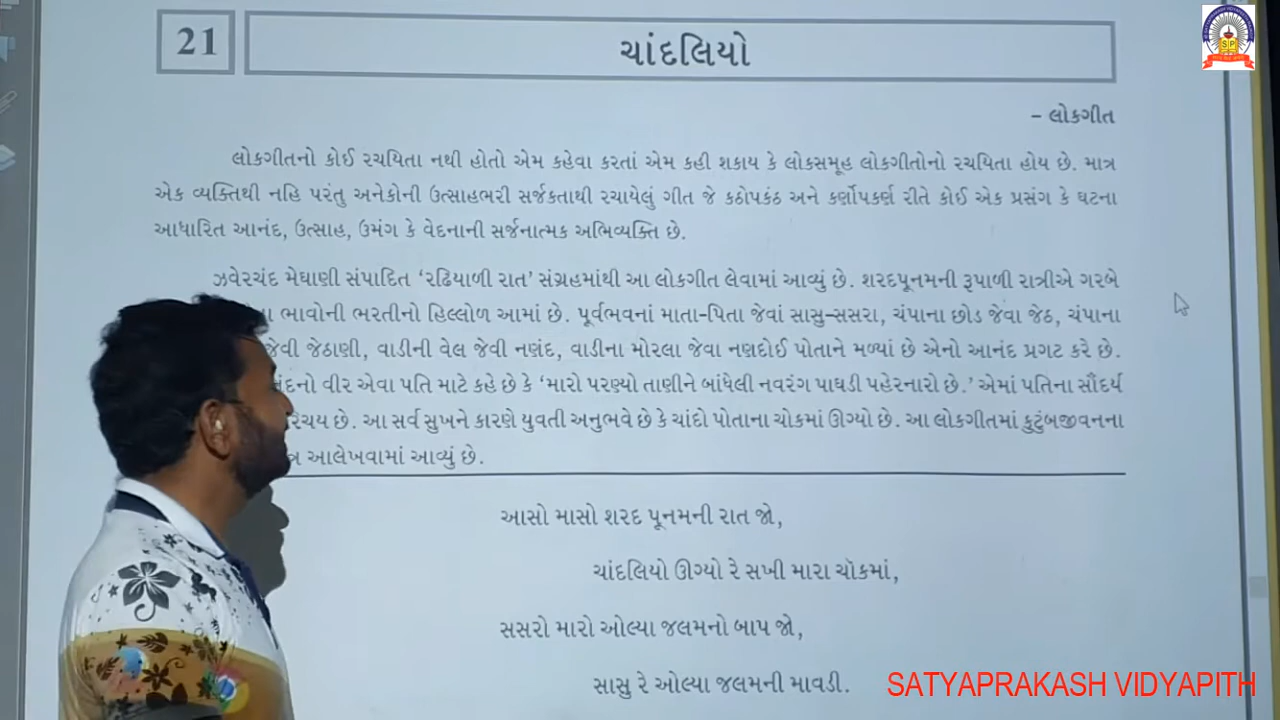 21
ચાંદલિયો
– લોકગીત
લોકગીતનો કોઈ રચયિતા નથી હોતો એમ કહેવા કરતાં એમ કહી શકાય કે લોકસમૂહ લોકગીતોનો રચયિતા હોય છે. માત્ર
એક વ્યક્તિથી નહિ પરંતુ અનેકોની ઉત્સાહભરી સર્જકતાથી રચાયેલું ગીત જે કઠોપકંઠ અને કર્ણોપકર્ણ રીતે કોઈ એક પ્રસંગ કે ઘટના
આધારિત આનંદ, ઉત્સાહ, ઉમંગ કે વેદનાની સર્જનાત્મક અભિવ્યક્તિ છે.
ઝવેરચંદ મેઘાણી સંપાદિત ‘રઢિયાળી રાત’ સંગ્રહમાંથી આ લોકગીત લેવામાં આવ્યું છે. શરદપૂનમની રૂપાળી રાત્રીએ ગરબે
ભાવોની ભરતીનો હિલ્લોળ આમાં છે. પૂર્વભવનાં માતા-પિતા જેવાં સાસુ-સસરા, ચંપાના છોડ જેવા જેઠ, ચંપાના
જેવી જેઠાણી, વાડીની વેલ જેવી નણંદ, વાડીના મોરલા જેવા નણદોઈ પોતાને મળ્યાં છે એનો આનંદ પ્રગટ કરે છે.
વીર એવા પતિ માટે કહે છે કે ‘મારો પરણ્યો તાણીને બાંધેલી નવરંગ પાઘડી પહેરનારો છે.’ એમાં પતિના સૌંદર્ય
છે. આ સર્વ સુખને કારણે યુવતી અનુભવે છે કે ચાંદો પોતાના ચોકમાં ઊગ્યો છે. આ લોકગીતમાં કુટુંબજીવનના
આલેખવામાં આવ્યું છે.
આસો માસો શરદ પૂનમની રાત જો,
ચાંદલિયો ઊગ્યો રે સખી મારા ચૉકમાં,
સસરો મારો ઓલ્યા જલમનો બાપ જો,
સાસુ રે ઓલ્યા જલમની માવડી.
SATYAPRAKASH VIDYAPITH